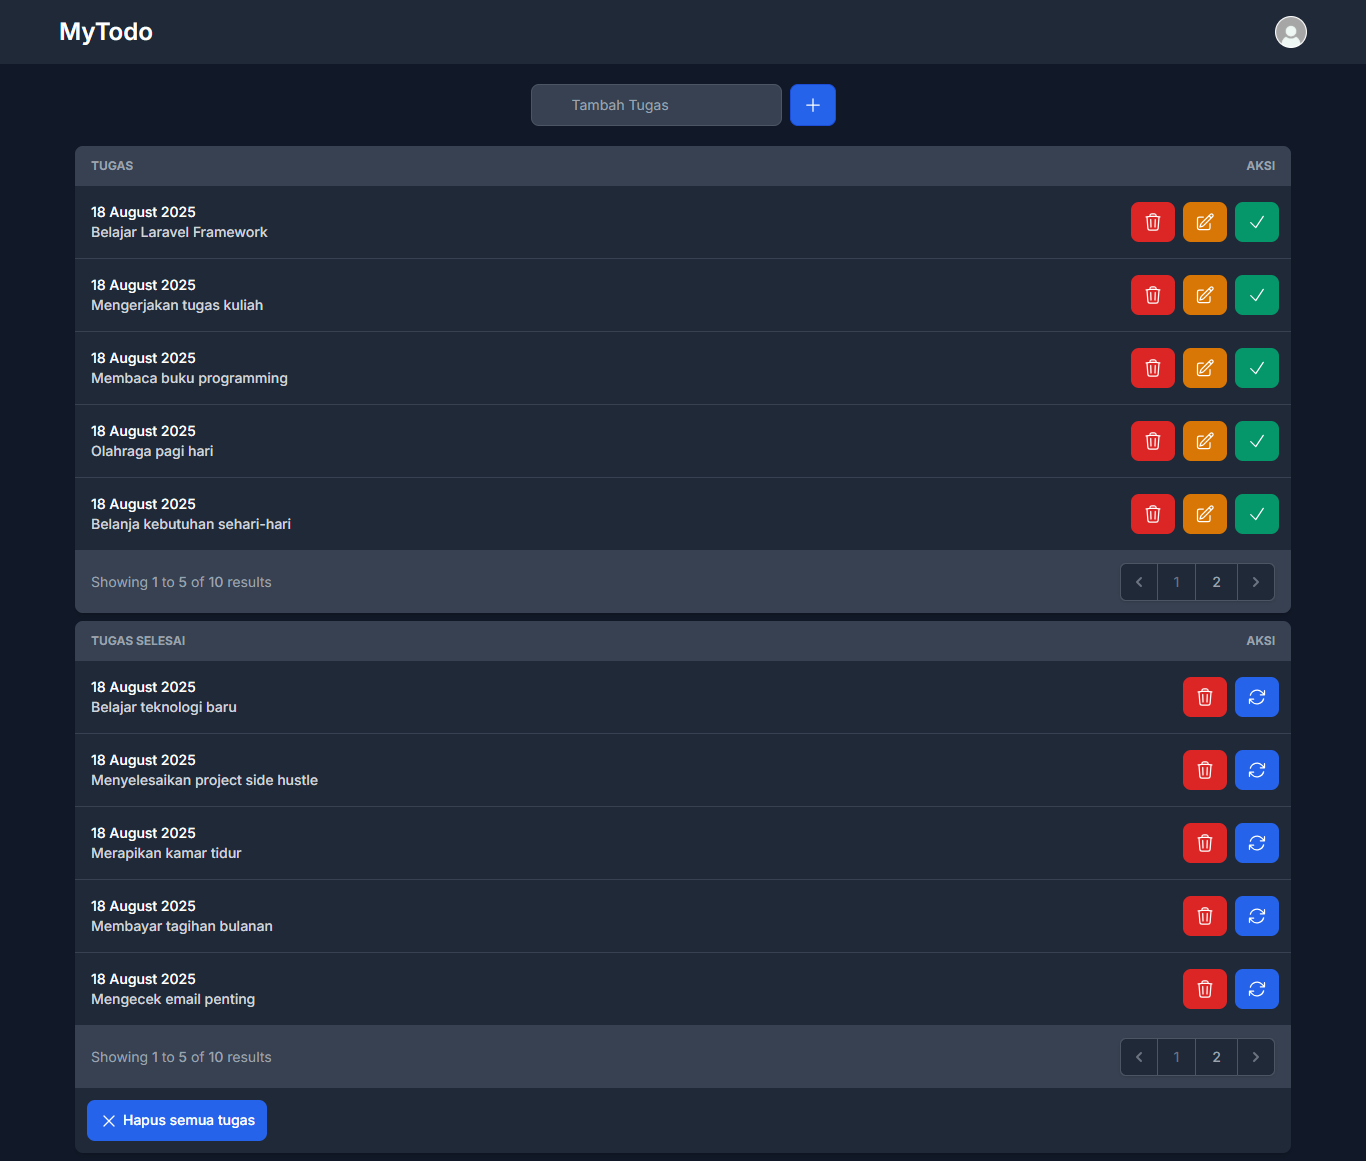 MyTodo
Tambah Tugas
TUGAS AKSI
18 August 2025
Belajar Laravel Framework
18 August 2025
Mengerjakan tugas kuliah
18 August 2025
Membaca buku programming
18 August 2025
Olahraga pagi hari
18 August 2025
Belanja kebutuhan sehari-hari
Showing 1 to 5 of 10 results 1 2
TUGAS SELESAI AKSI
18 August 2025
Belajar teknologi baru
18 August 2025
Menyelesaikan project side hustle
18 August 2025
Merapikan kamar tidur
18 August 2025
Membayar tagihan bulanan
18 August 2025
Mengecek email penting
Showing 1 to 5 of 10 results 1 2
Hapus semua tugas